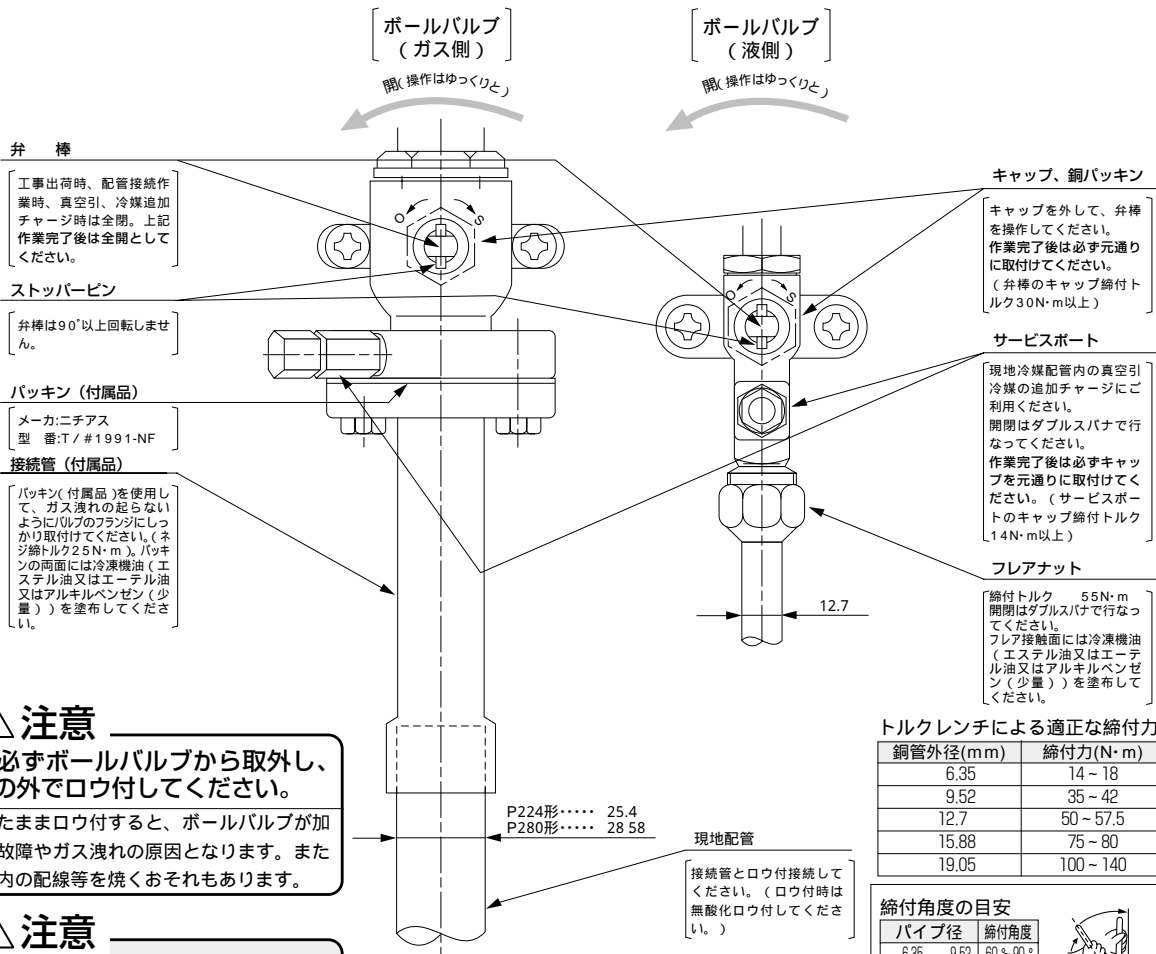 ボールバルブ
(ガス側)
開(操作はゆっくりと)
ボールバルブ
(液側)
開(操作はゆっくりと)
弁　棒
工事出荷時、配管接続作
業時、真空引、冷媒追加
チャージ時は全閉。上記
作業完了後は全開として
ください。
ストッパーピン
弁棒は90°以上回転しませ
ん。
パッキン（付属品）
メーカ:ニチアス
型　番:T/#1991-NF
接続管（付属品）
パッキン(付属品)を使用し
て、ガス漏れの起らない
ようにバルブのフランジにしっ
かり取付けてください。(ネ
ジ締トルク25N･m)。パッキ
ンの両面には冷凍機油(エ
ステル油又はエーテル油
又はアルキルベンゼン(少
量))を塗布してくださ
い。
O S
O S
キャップ、銅パッキン
キャップを外して、弁棒
を操作してください。
作業完了後は必ず元通り
に取付けてください。
(弁棒のキャップ締付ト
ルク30N･m以上)
サービスポート
現地冷媒配管内の真空引
冷媒の追加チャージにご
利用ください。
開閉はダブルスパナで行
なってください。
作業完了後は必ずキャッ
プを元通りに取付けてく
ださい。(サービスポー
トのキャップ締付トルク
14N･m以上)
フレアナット
締付トルク　55N･m
開閉はダブルスパナで行なっ
てください。
フレア接触面には冷凍機油
(エステル油又はエーテ
ル油又はアルキルベンゼ
ン(少量))を塗布して
ください。
12.7
注意
必ずボールバルブから取外し、
の外でロウ付してください。
たままロウ付すると、ボールバルブが加
故障やガス漏れの原因となります。また
内の配線等を焼くおそれもあります。
注意
P224形･････ 25.4
P280形･････ 28 58
現地配管
接続管とロウ付接続して
ください。(ロウ付時は
無酸化ロウ付してくださ
い。)
トルクレンチによる適正な締付力
銅管外径(mm) 締付力(N･m)
6.35 14～18
9.52 35～42
12.7 50～57.5
15.88 75～80
19.05 100～140
締付角度の目安
パイプ径 締付角度
6.35 9.52 60°～90°